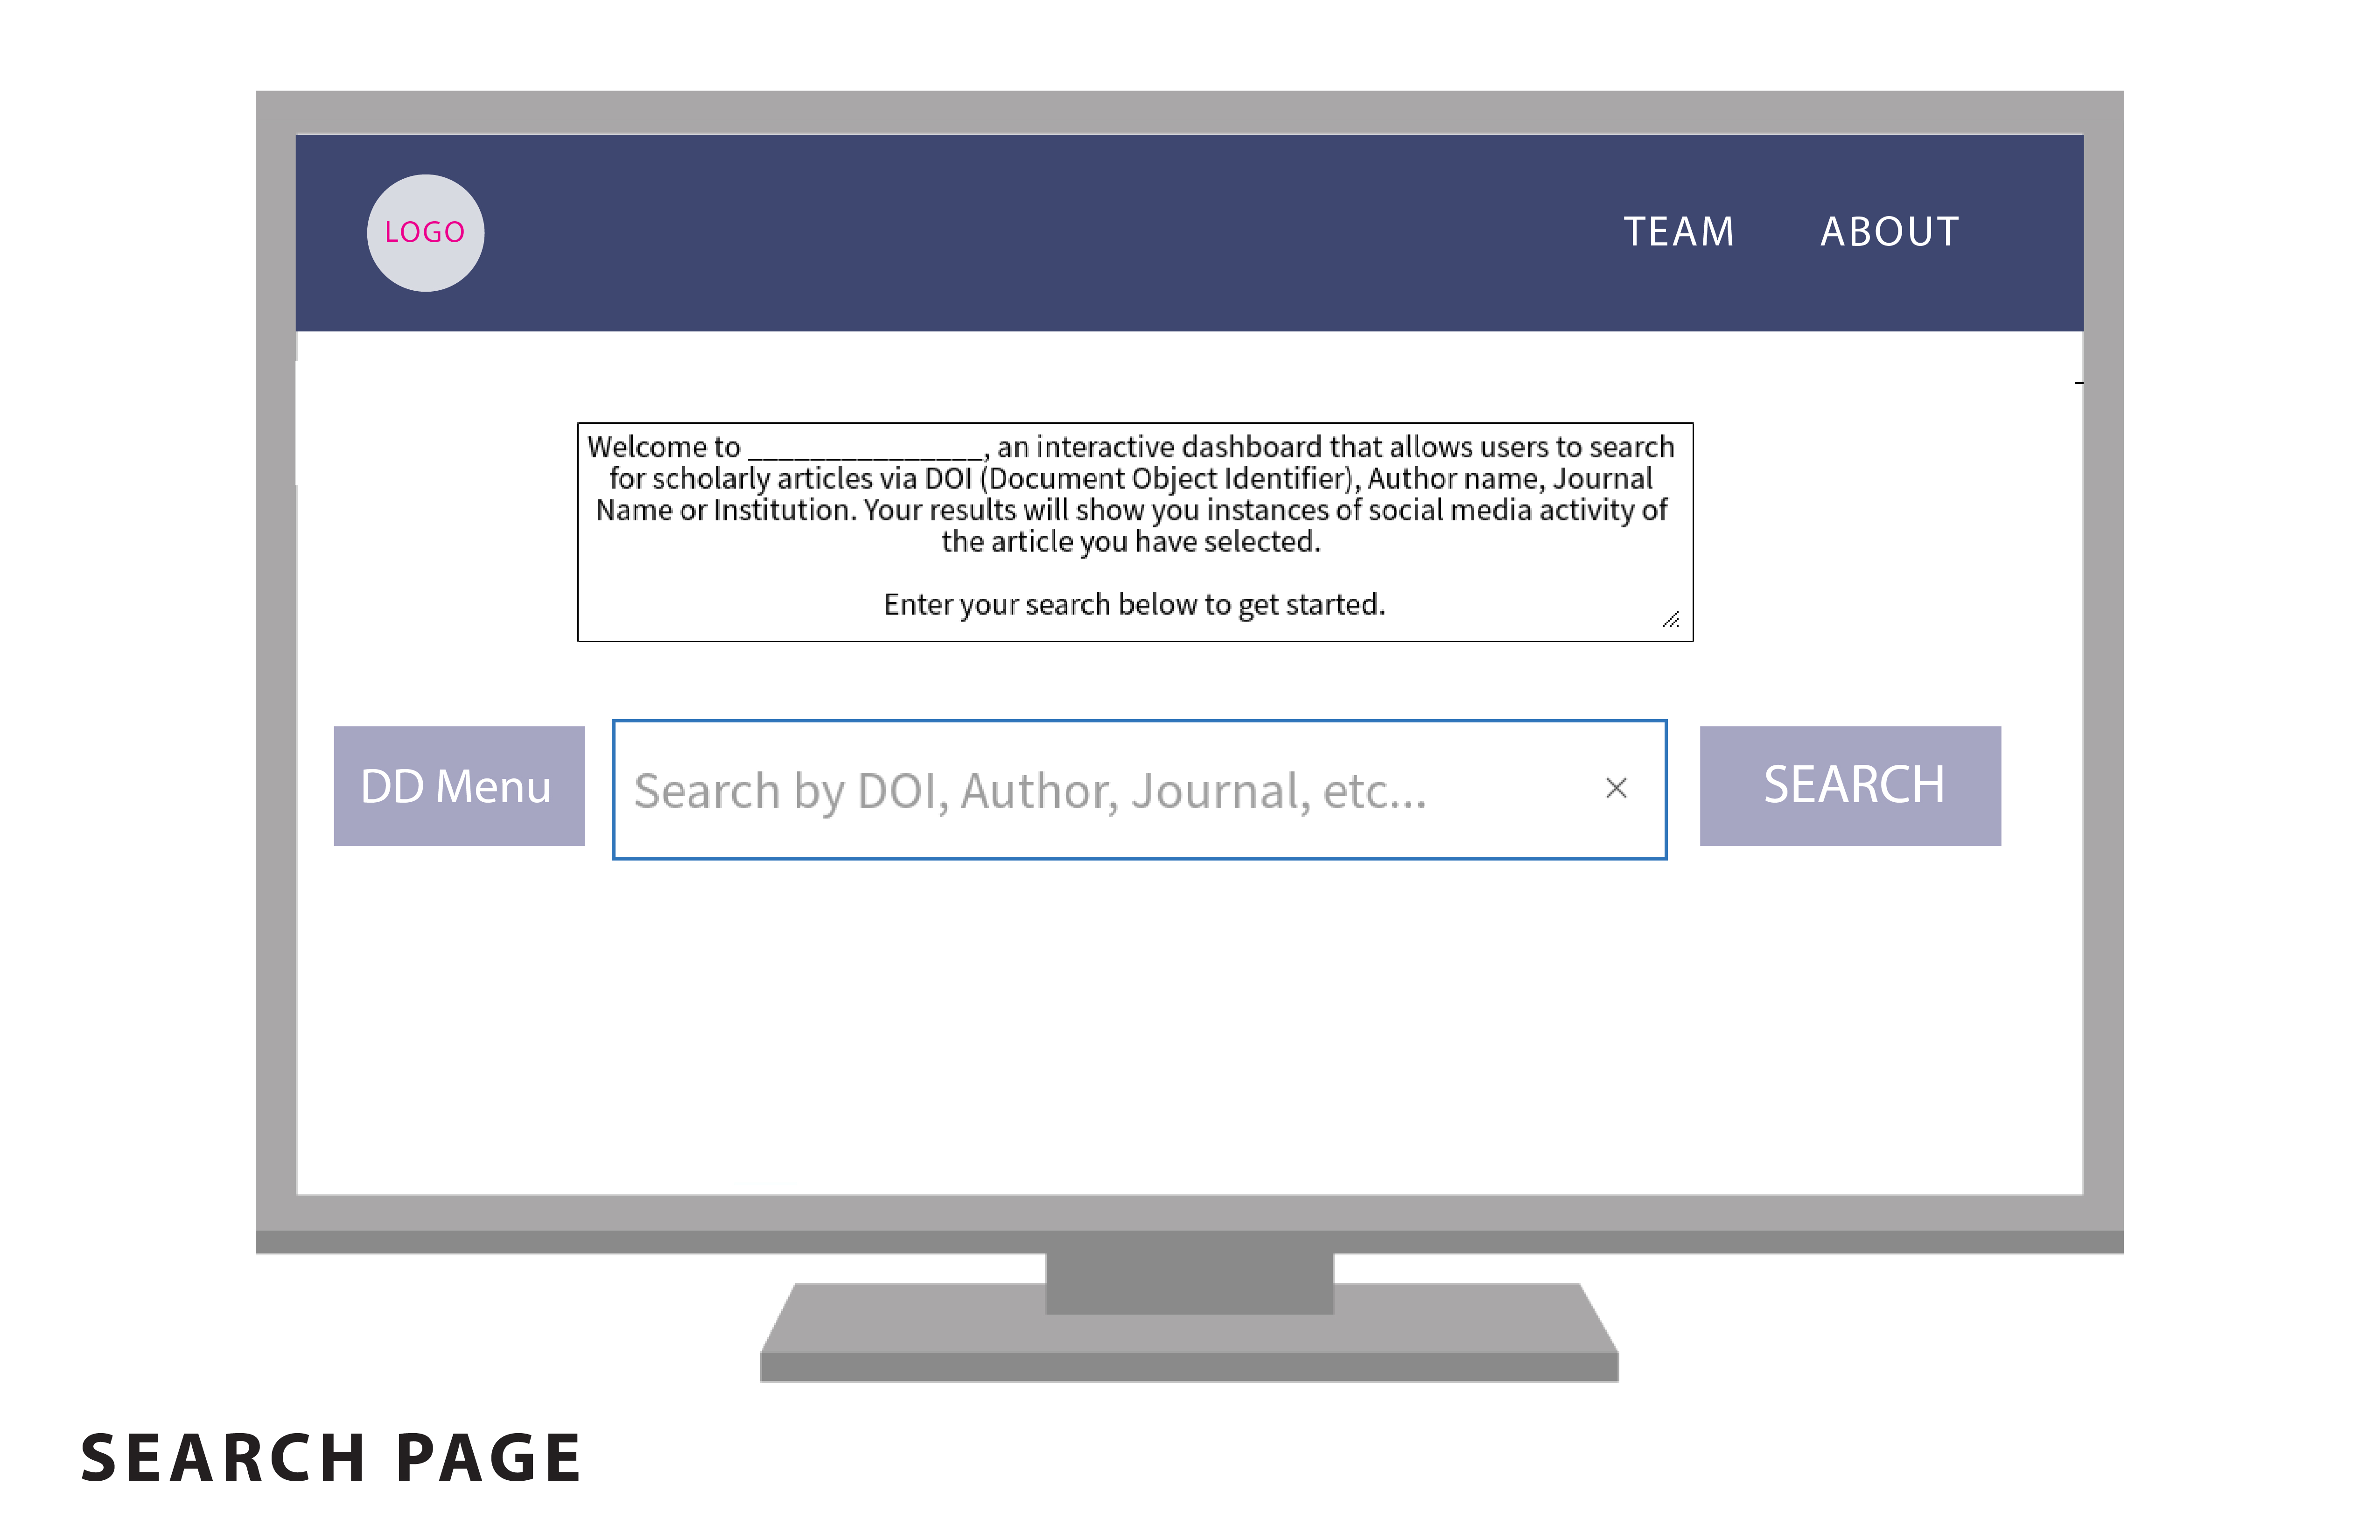 LOGO
TEAM ABOUT
Welcome to _______________, an interactive dashboard that allows users to search
for scholarly articles via DOI (Document Object Identifier), Author name, Journal
Name or Institution. Your results will show you instances of social media activity of
the article you have selected.
Enter your search below to get started.
DD Menu
Search by DOI, Author, Journal, etc...
SEARCH
SEARCH PAGE